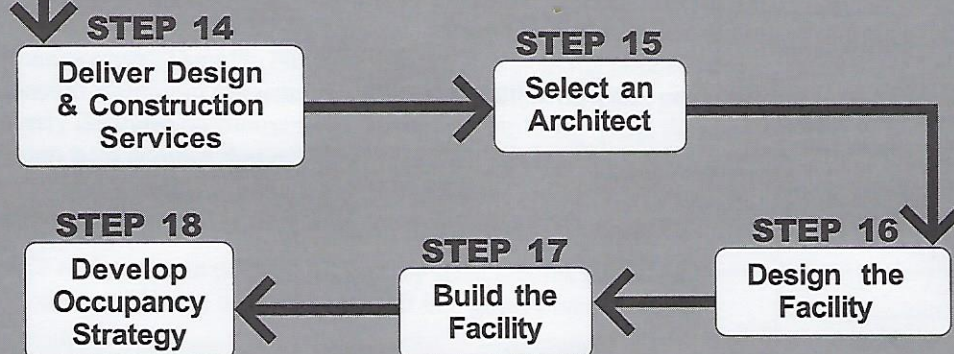 STEP 14
Deliver Design
& Construction
Services
STEP 15
Select an
Architect
STEP 16
Design the
Facility
STEP 17
Build the
Facility
STEP 18
Develop
Occupancy
Strategy